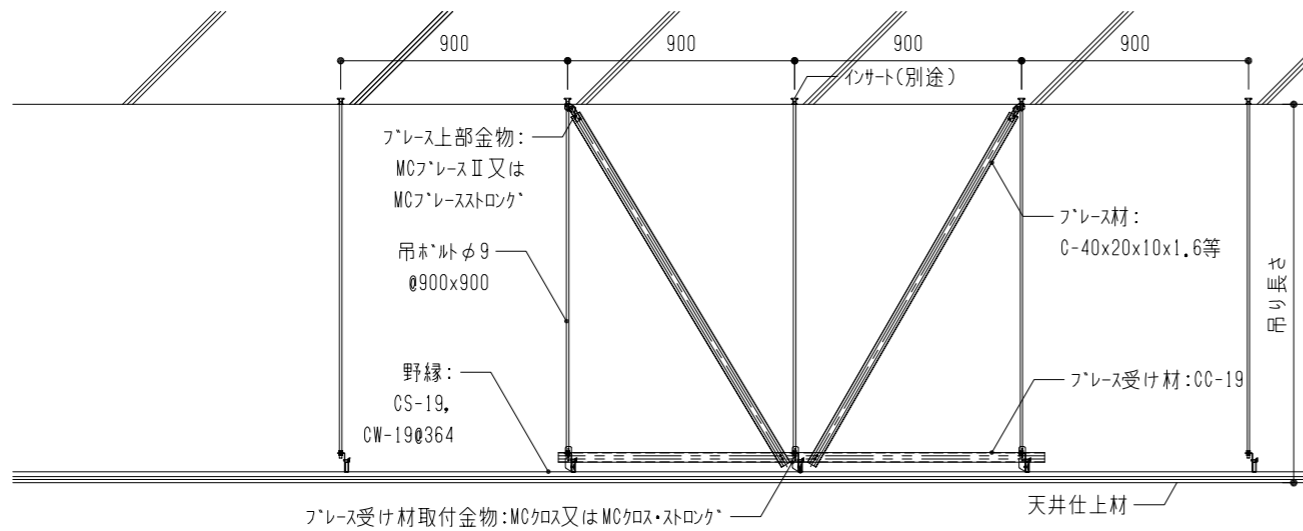 900
900
900
900
インサート(別途)
ブレース上部金物:
MCブレースⅡ又は
MCブレースストロング
吊ボルトφ9
@900x900
ブレース材:
C-40x20x10x1.6等
吊り長さ
野縁:
CS-19,
CW-19@364
ブレース受け材:CC-19
天井仕上材
ブレース受け材取付金物:MCクロス又はMCクロス・ストロング